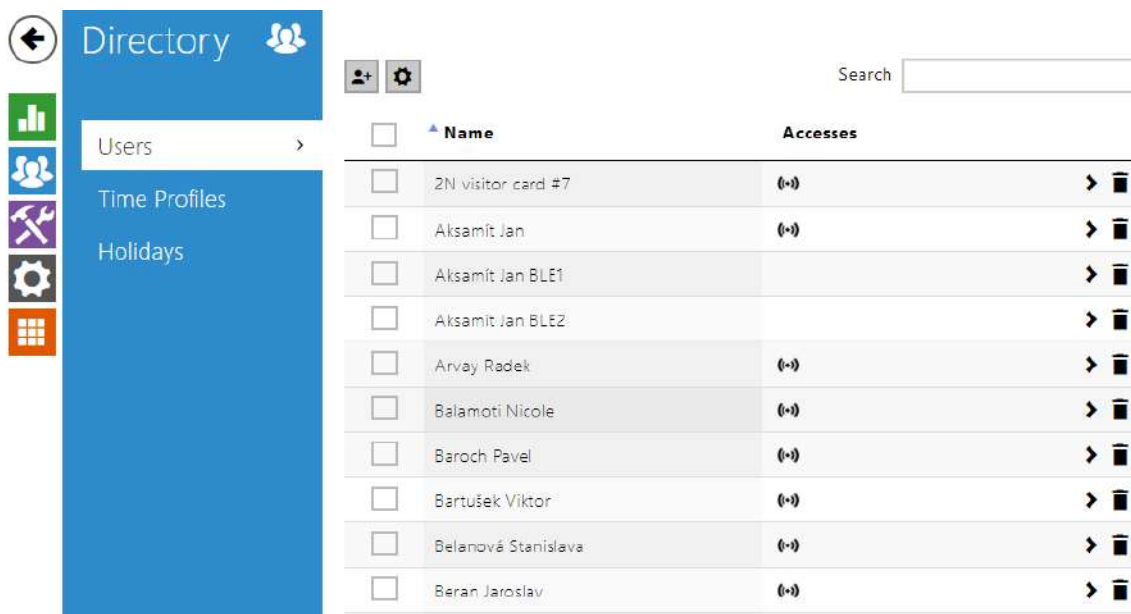 Directory
Users
Time Profiles
Holidays
Search
Name Accesses
2N visitor card #7
Aksamít Jan
Aksamít Jan BLE1
Aksamít Jan BLE2
Arvay Radek
Balamoti Nicole
Baroch Pavel
Bartušek Viktor
Belanová Stanislava
Beran Jaroslav